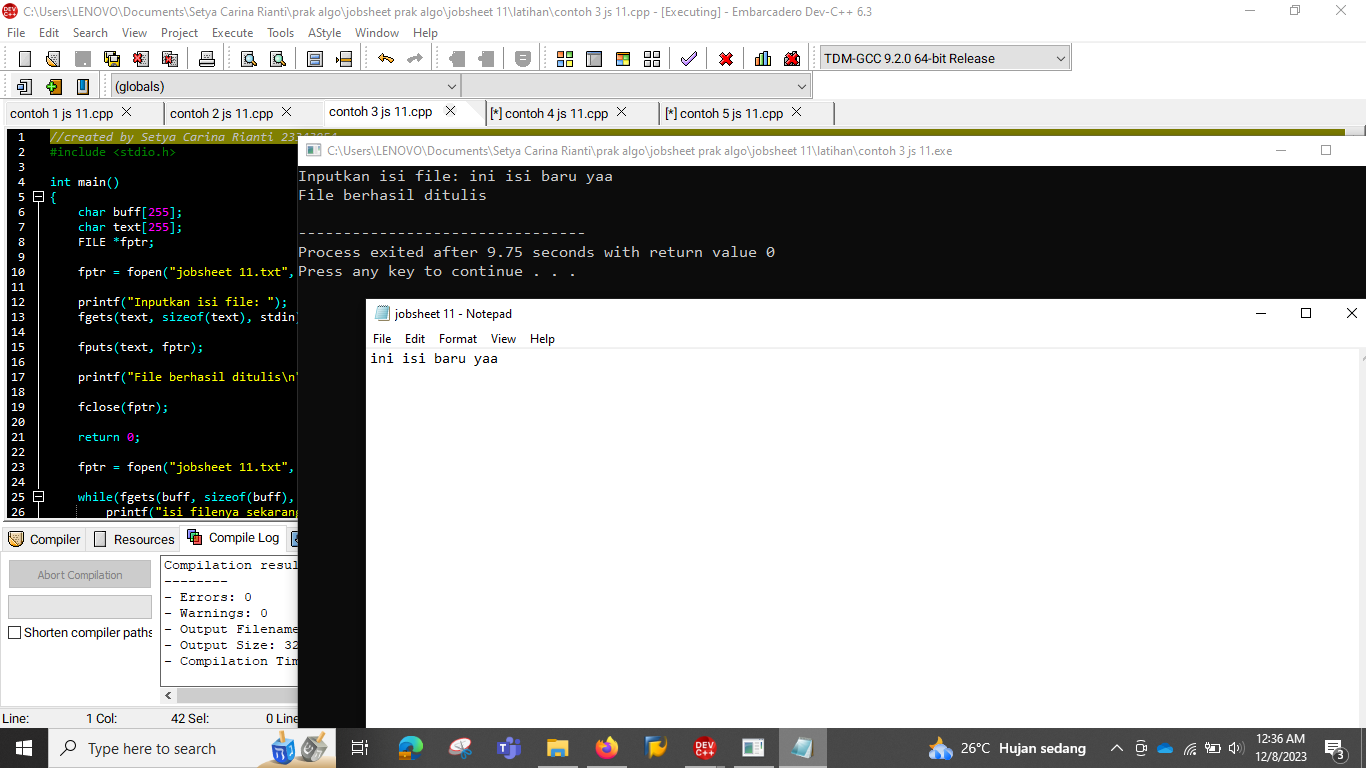 C:\Users\LENOVO\Documents\Setya Carina Rianti\prak algo\jobsheet prak algo\jobsheet 11\latihan\contoh 3 js 11.cpp - [Executing] - Embarcadero Dev-C++ 6.3
File Edit Search View Project Execute Tools AStyle Window Help
TDM-GCC 9.2.0 64-bit Release
(globals)
contoh 1 js 11.cpp contoh 2 js 11.cpp contoh 3 js 11.cpp [*] contoh 4 js 11.cpp [*] contoh 5 js 11.cpp
1 //created by Setya Carina Rianti
2 #include <stdio.h>
3
4 int main()
5 {
6 char buff[255];
7 char text[255];
8 FILE *fptr;
9
10 fptr = fopen("jobsheet 11.txt",
11
12 printf("Inputkan isi file: ");
13 fgets(text, sizeof(text), stdin
14
15 fputs(text, fptr);
16
17 printf("File berhasil ditulis\n"
18
19 fclose(fptr);
20
21 return 0;
22
23 fptr = fopen("jobsheet 11.txt",
24
25 while(fgets(buff, sizeof(buff),
26 printf("isi filenya sekarang
C:\Users\LENOVO\Documents\Setya Carina Rianti\prak algo\jobsheet prak algo\jobsheet 11\latihan\contoh 3 js 11.exe
Inputkan isi file: ini isi baru yaa
File berhasil ditulis
--------------------------------
Process exited after 9.75 seconds with return value 0
Press any key to continue . . .
jobsheet 11 - Notepad
File Edit Format View Help
ini isi baru yaa
Compiler Resources Compile Log
Abort Compilation
Shorten compiler paths
Compilation resul
--------
- Errors: 0
- Warnings: 0
- Output Filename
- Output Size: 32
- Compilation Tim
Line: 1 Col: 42 Sel: 0 Line
Type here to search
DEV C++
26°C Hujan sedang
12:36 AM
12/8/2023
3